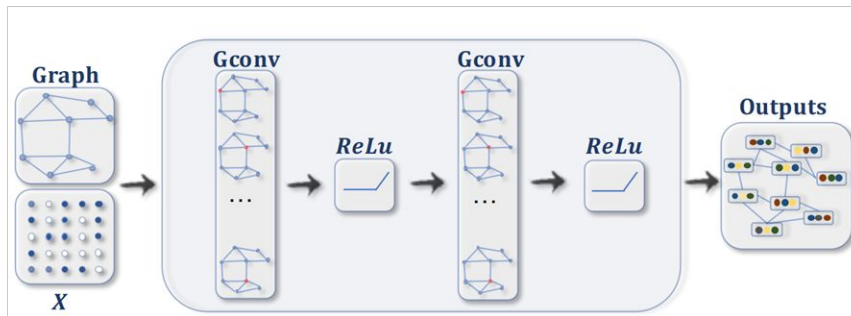 Graph
X
Gconv
...
ReLu
Gconv
...
ReLu
Outputs